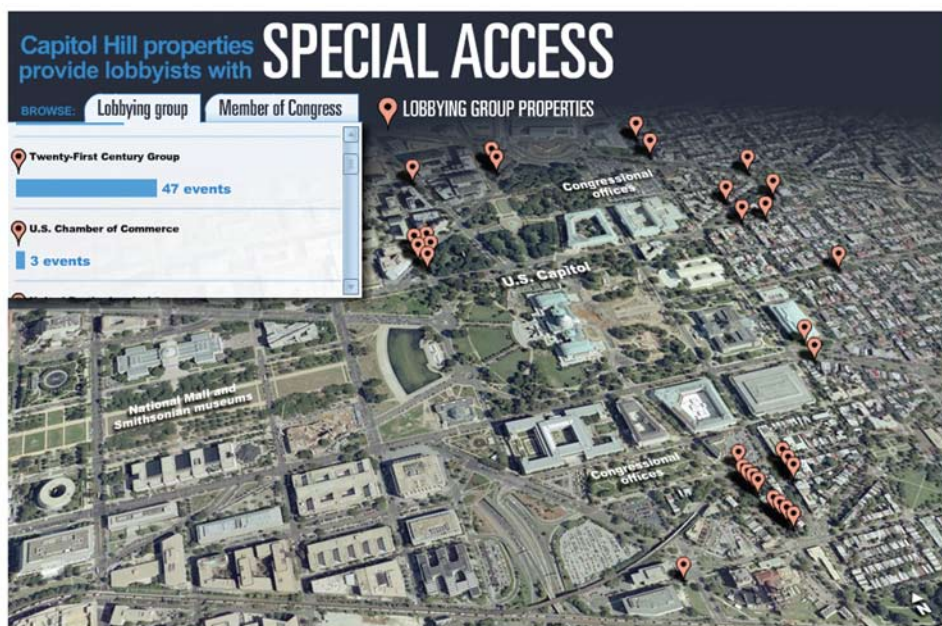 Capitol Hill properties
provide lobbyists with
SPECIAL ACCESS
BROWSE:
Lobbying group
Member of Congress
LOBBYING GROUP PROPERTIES
Twenty-First Century Group
47 events
U.S. Chamber of Commerce
3 events
Congressional
offices
U.S. Capitol
National Mall and
Smithsonian museums
Congressional
offices
N